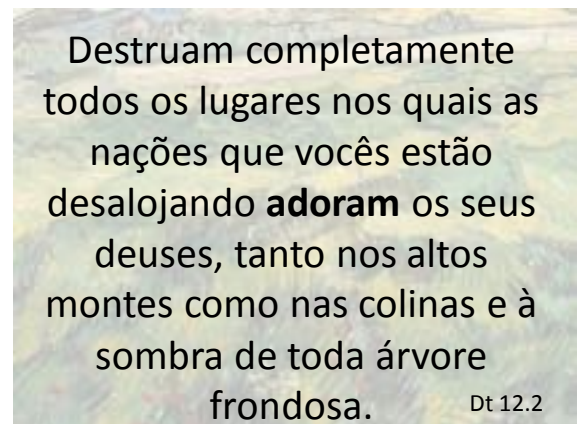 Destruam completamente
todos os lugares nos quais as
nações que vocês estão
desalojando adoram os seus
deuses, tanto nos altos
montes como nas colinas e à
sombra de toda árvore
frondosa. Dt 12.2